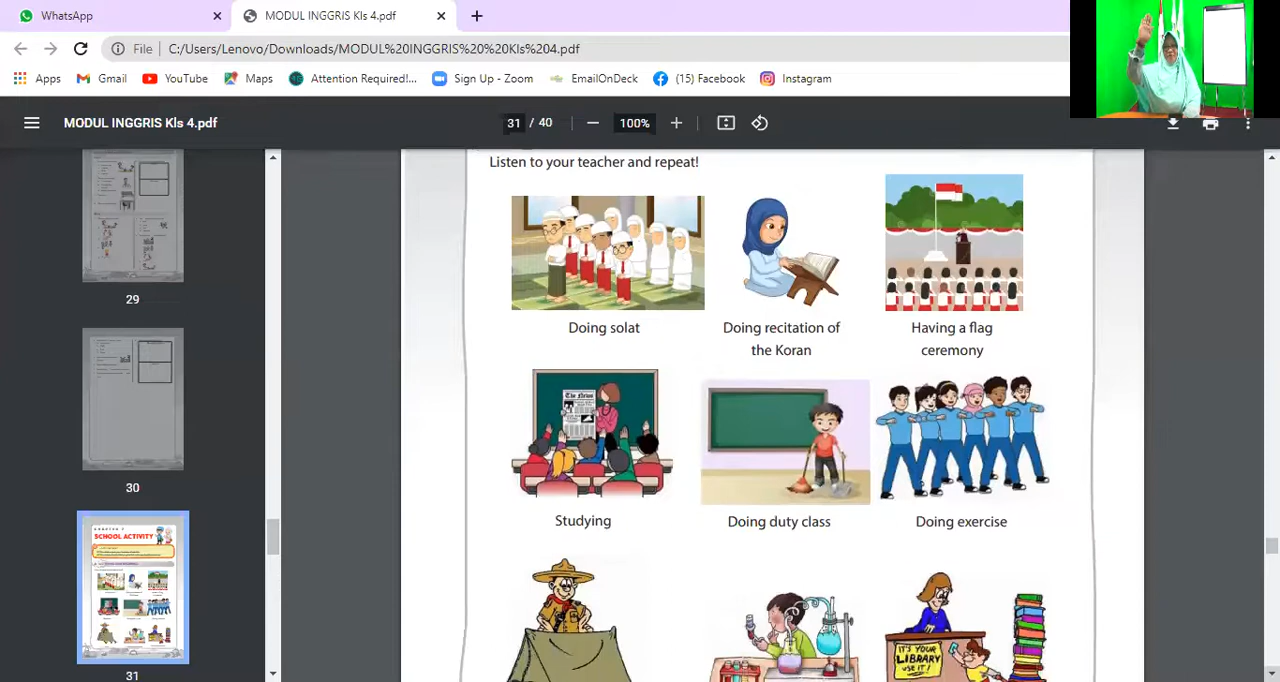 WhatsApp
MODUL INGGRIS Kls 4.pdf
File
C:/Users/Lenovo/Downloads/MODUL%20INGGRIS%20%20Kls%204.pdf
Apps
Gmail
YouTube
Maps
Attention Required!...
Sign Up - Zoom
EmailOnDeck
(15) Facebook
Instagram
MODUL INGGRIS Kls 4.pdf
31 / 40
100%
29
30
SCHOOL ACTIVITY
31
Listen to your teacher and repeat!
Doing solat
Doing recitation of
the Koran
Having a flag
ceremony
The News
Studying
Doing duty class
Doing exercise
IT'S YOUR
LIBRARY
USE IT!